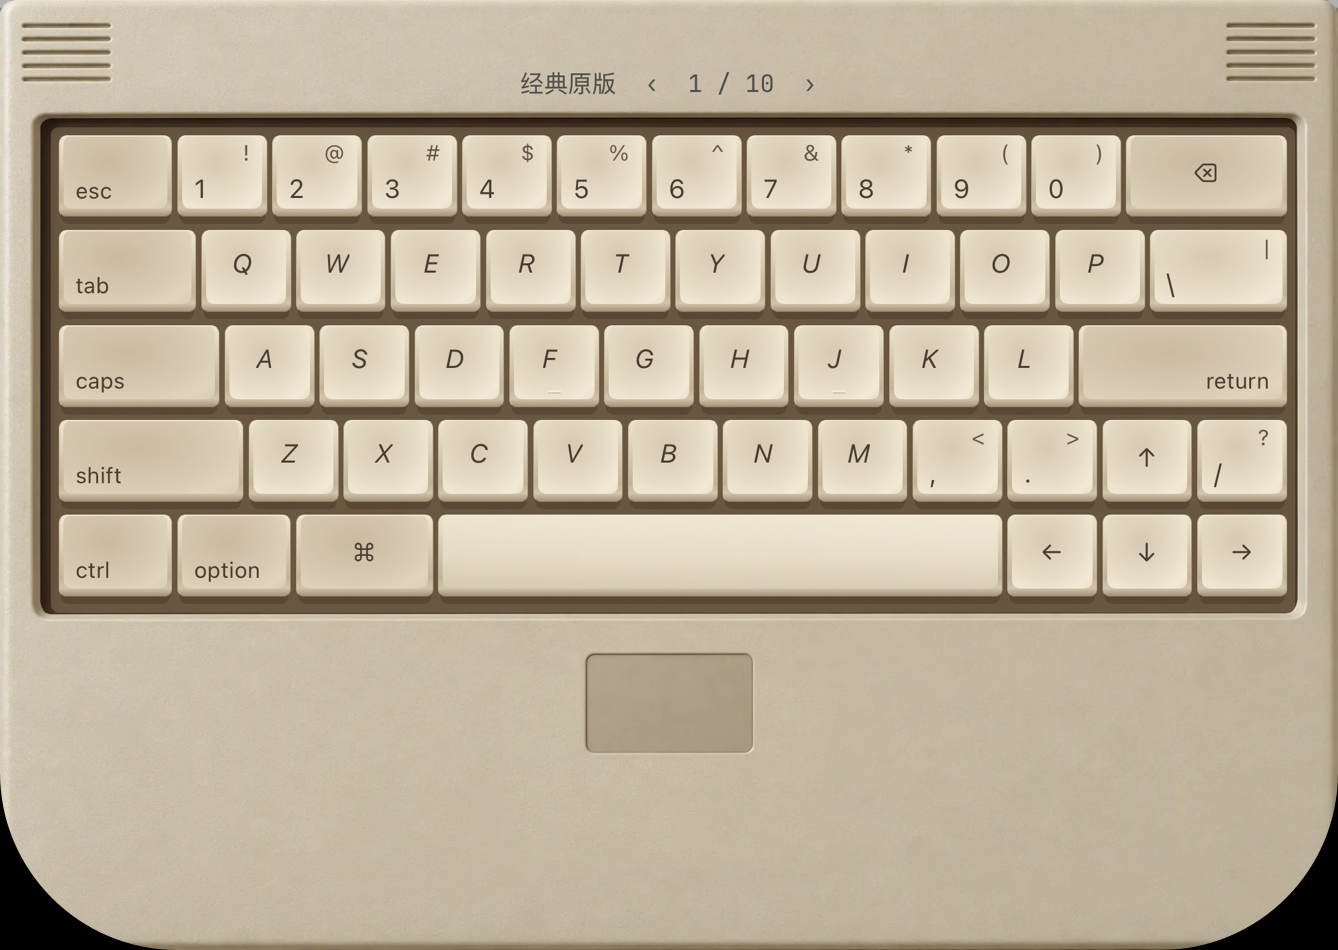 经典原版 ‹ 1 / 10 ›
esc ! 1 @ 2 # 3 $ 4 % 5 ^ 6 & 7 * 8 ( 9 ) 0 ⌫
tab Q W E R T Y U I O P | \
caps A S D F G H J K L return
shift Z X C V B N M < , > . ↑ ? /
ctrl option ⌘ ← ↓ →